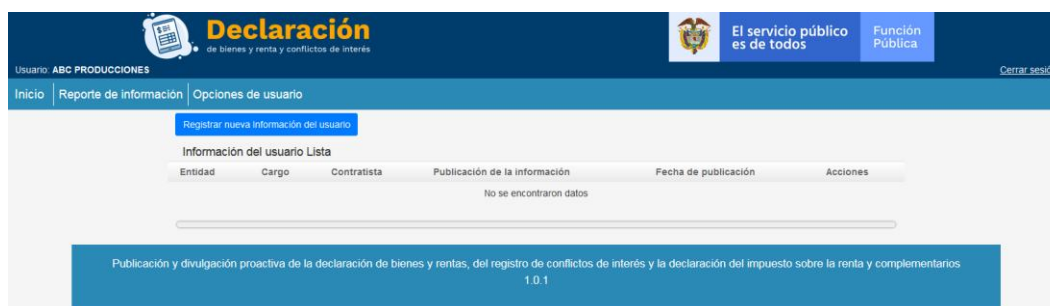 Declaración
de bienes y renta y conflictos de interés
El servicio público
es de todos
Función
Pública
Usuario: ABC PRODUCCIONES
Cerrar sesió
Inicio Reporte de información Opciones de usuario
Registrar nueva información del usuario
Información del usuario Lista
Entidad Cargo Contratista Publicación de la información Fecha de publicación Acciones
No se encontraron datos
Publicación y divulgación proactiva de la declaración de bienes y rentas, del registro de conflictos de interés y la declaración del impuesto sobre la renta y complementarios
1.0.1